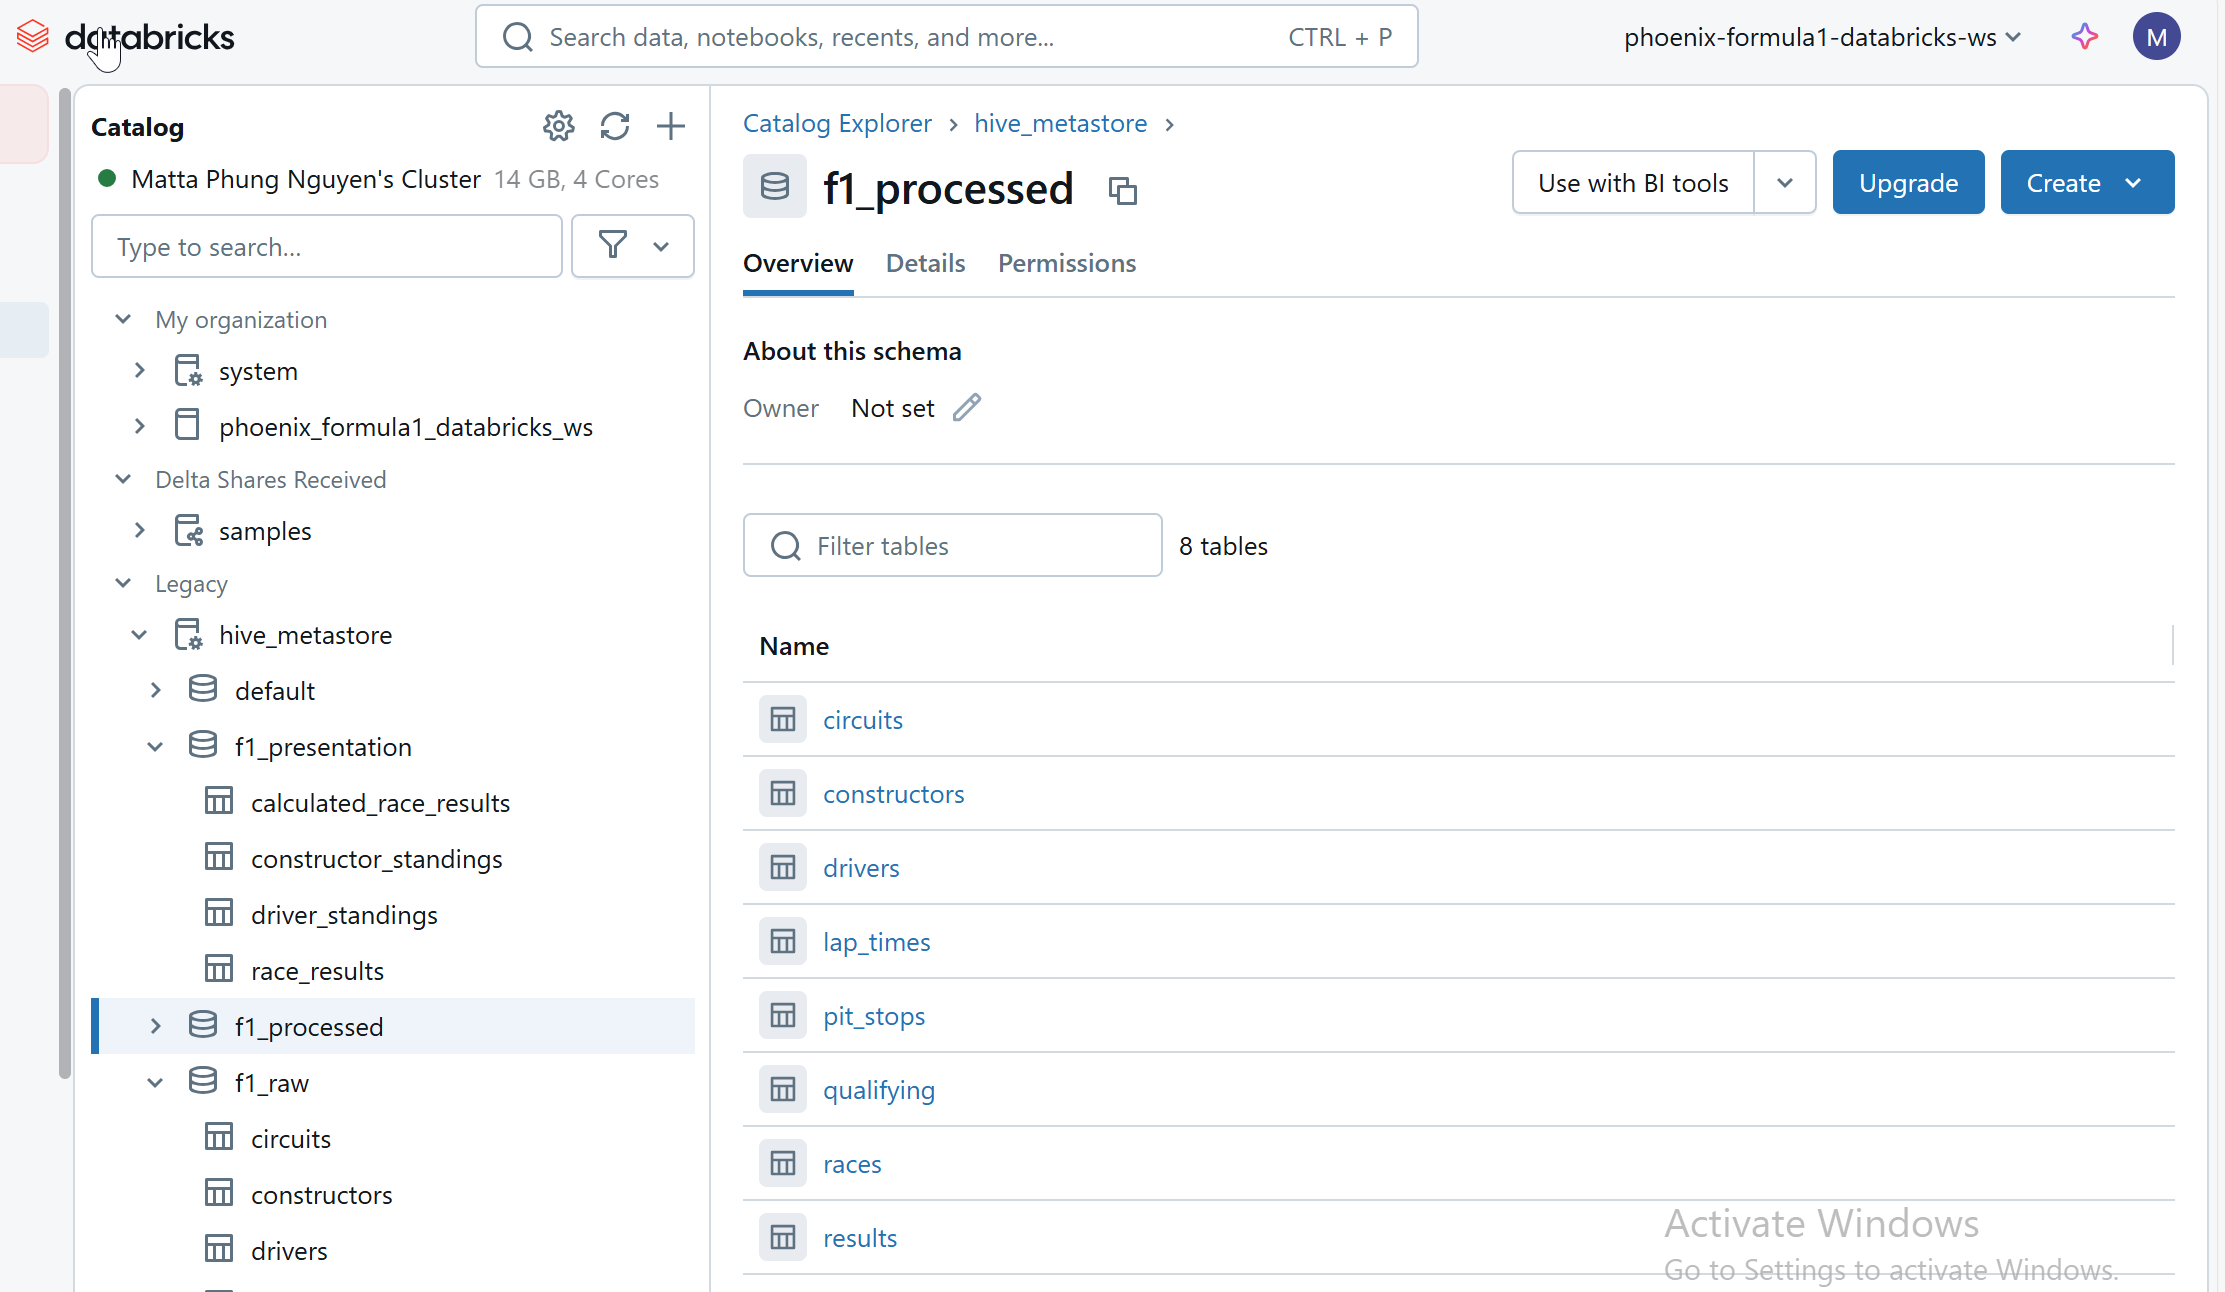 databricks
Search data, notebooks, recents, and more...
CTRL + P
phoenix-formula1-databricks-ws
M
Catalog
Matta Phung Nguyen's Cluster 14 GB, 4 Cores
Type to search...
My organization
system
phoenix_formula1_databricks_ws
Delta Shares Received
samples
Legacy
hive_metastore
default
f1_presentation
calculated_race_results
constructor_standings
driver_standings
race_results
f1_processed
f1_raw
circuits
constructors
drivers
Catalog Explorer > hive_metastore >
f1_processed
Use with BI tools
Upgrade
Create
Overview Details Permissions
About this schema
Owner Not set
Filter tables
8 tables
Name
circuits
constructors
drivers
lap_times
pit_stops
qualifying
races
results
Activate Windows
Go to Settings to activate Windows.